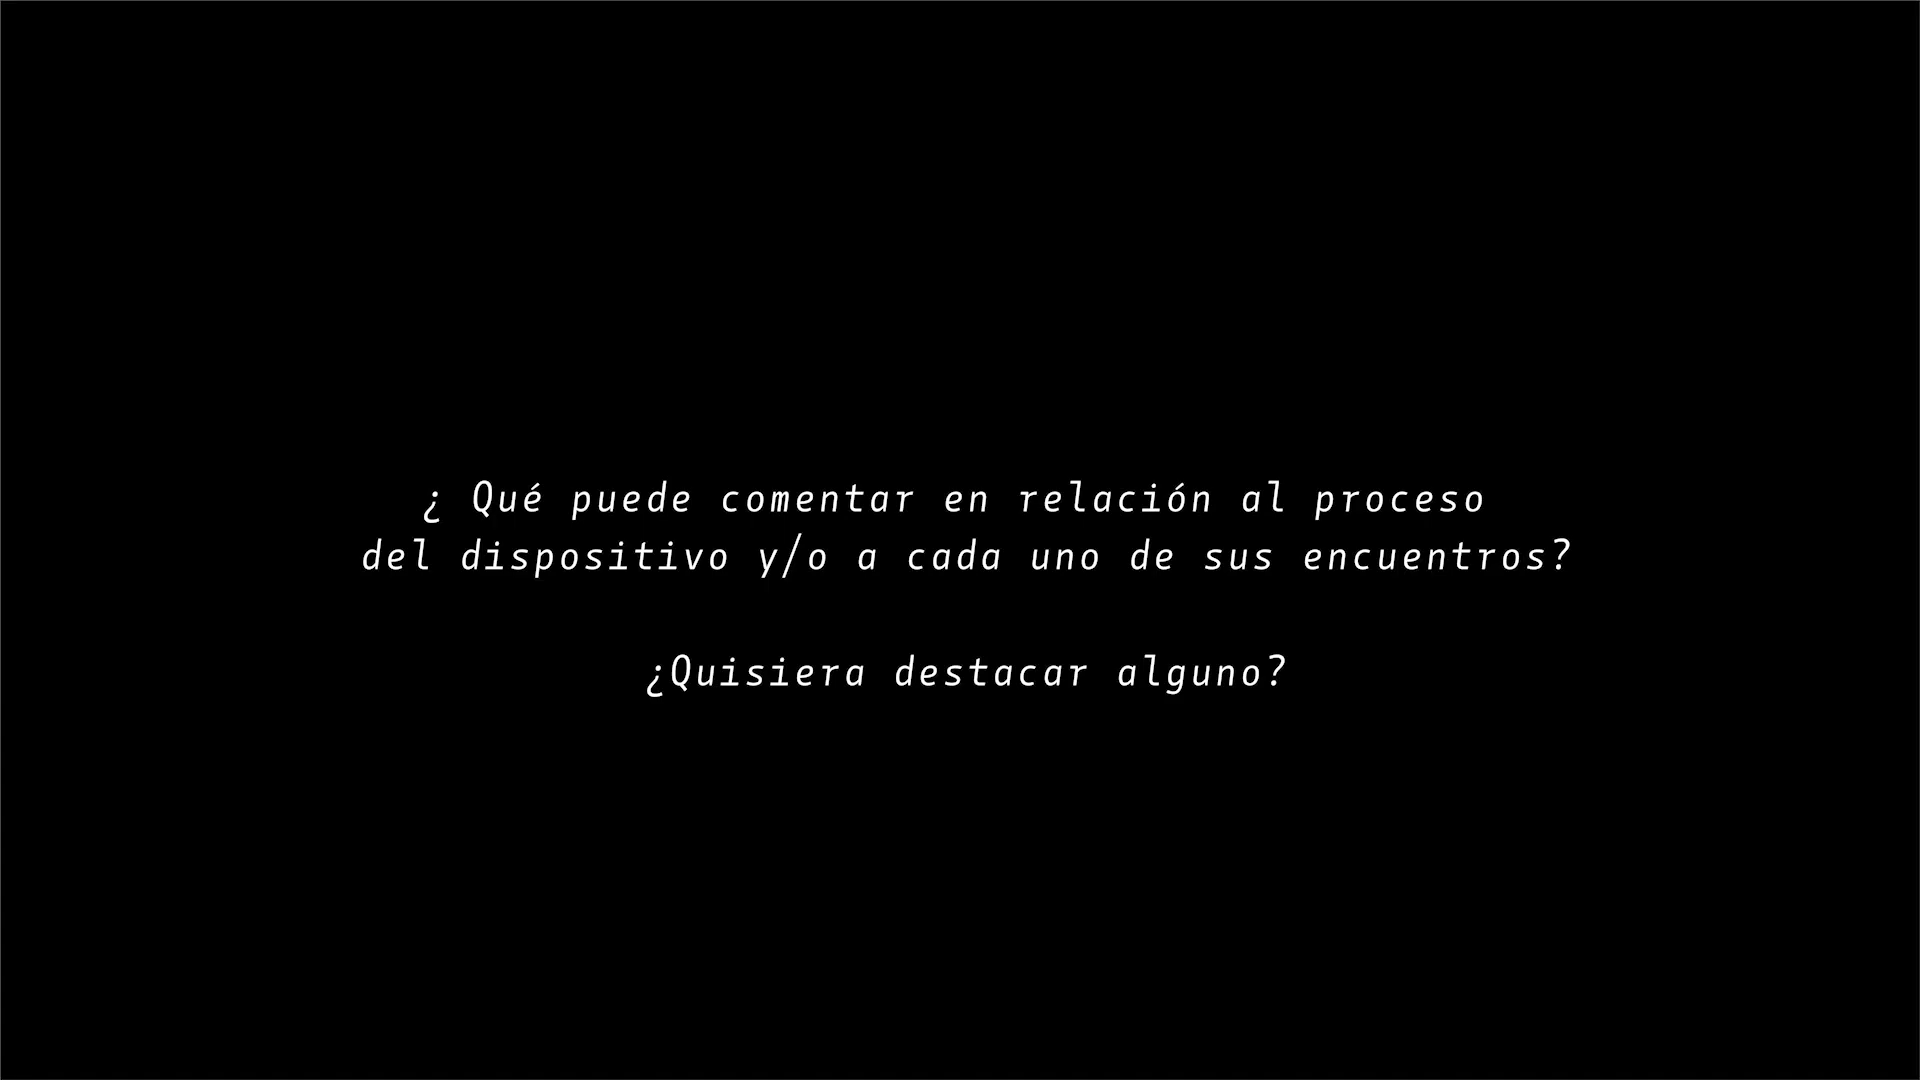 ¿ Qué puede comentar en relación al proceso
del dispositivo y/o a cada uno de sus encuentros?
¿Quisiera destacar alguno?